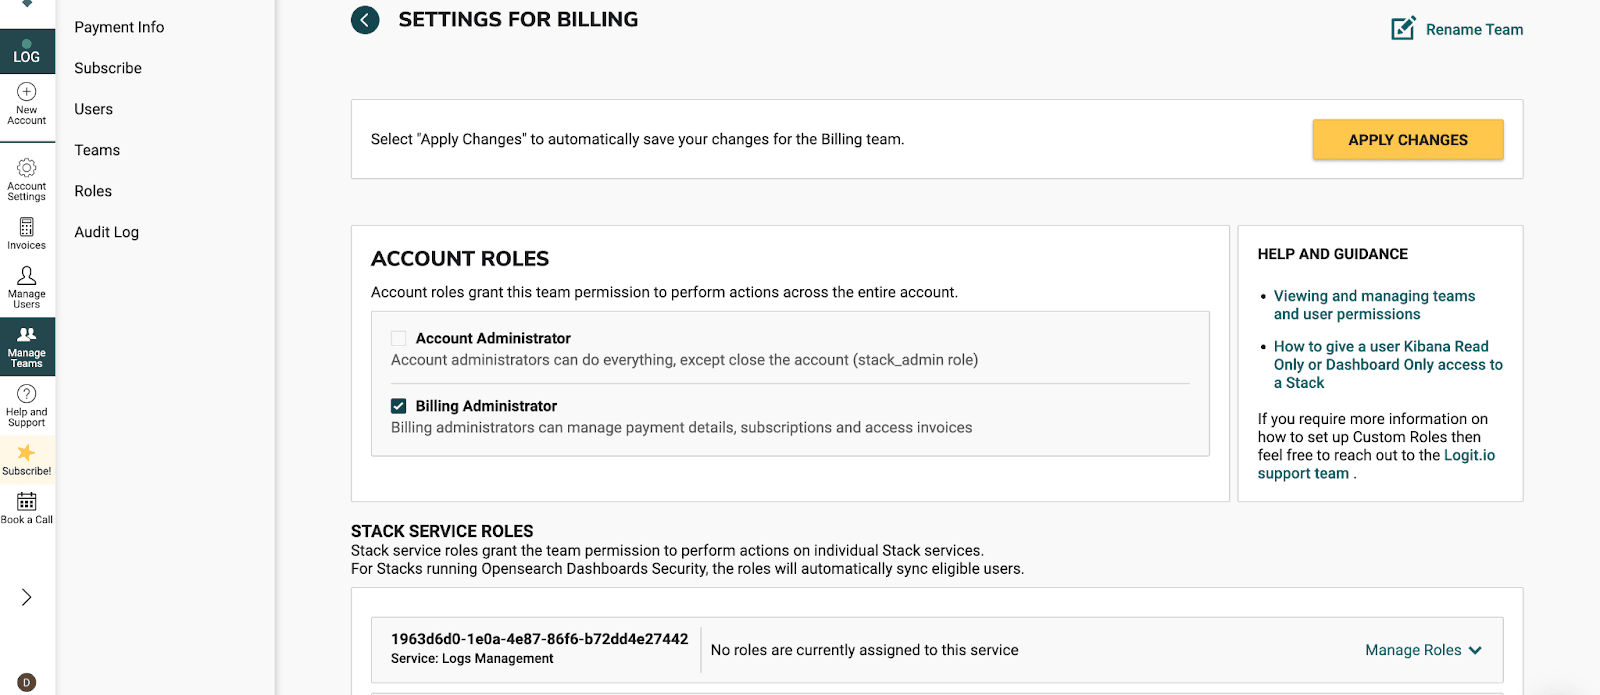 LOG
New
Account
Account
Settings
Invoices
Manage
Users
Manage
Teams
Help and
Support
Subscribe!
Book a Call
D
Payment Info
Subscribe
Users
Teams
Roles
Audit Log
SETTINGS FOR BILLING
Rename Team
Select "Apply Changes" to automatically save your changes for the Billing team.
APPLY CHANGES
ACCOUNT ROLES
Account roles grant this team permission to perform actions across the entire account.
Account Administrator
Account administrators can do everything, except close the account (stack_admin role)
Billing Administrator
Billing administrators can manage payment details, subscriptions and access invoices
HELP AND GUIDANCE
• Viewing and managing teams
and user permissions
• How to give a user Kibana Read
Only or Dashboard Only access to
a Stack
If you require more information on
how to set up Custom Roles then
feel free to reach out to the Logit.io
support team .
STACK SERVICE ROLES
Stack service roles grant the team permission to perform actions on individual Stack services.
For Stacks running Opensearch Dashboards Security, the roles will automatically sync eligible users.
1963d6d0-1e0a-4e87-86f6-b72dd4e27442
Service: Logs Management
No roles are currently assigned to this service
Manage Roles